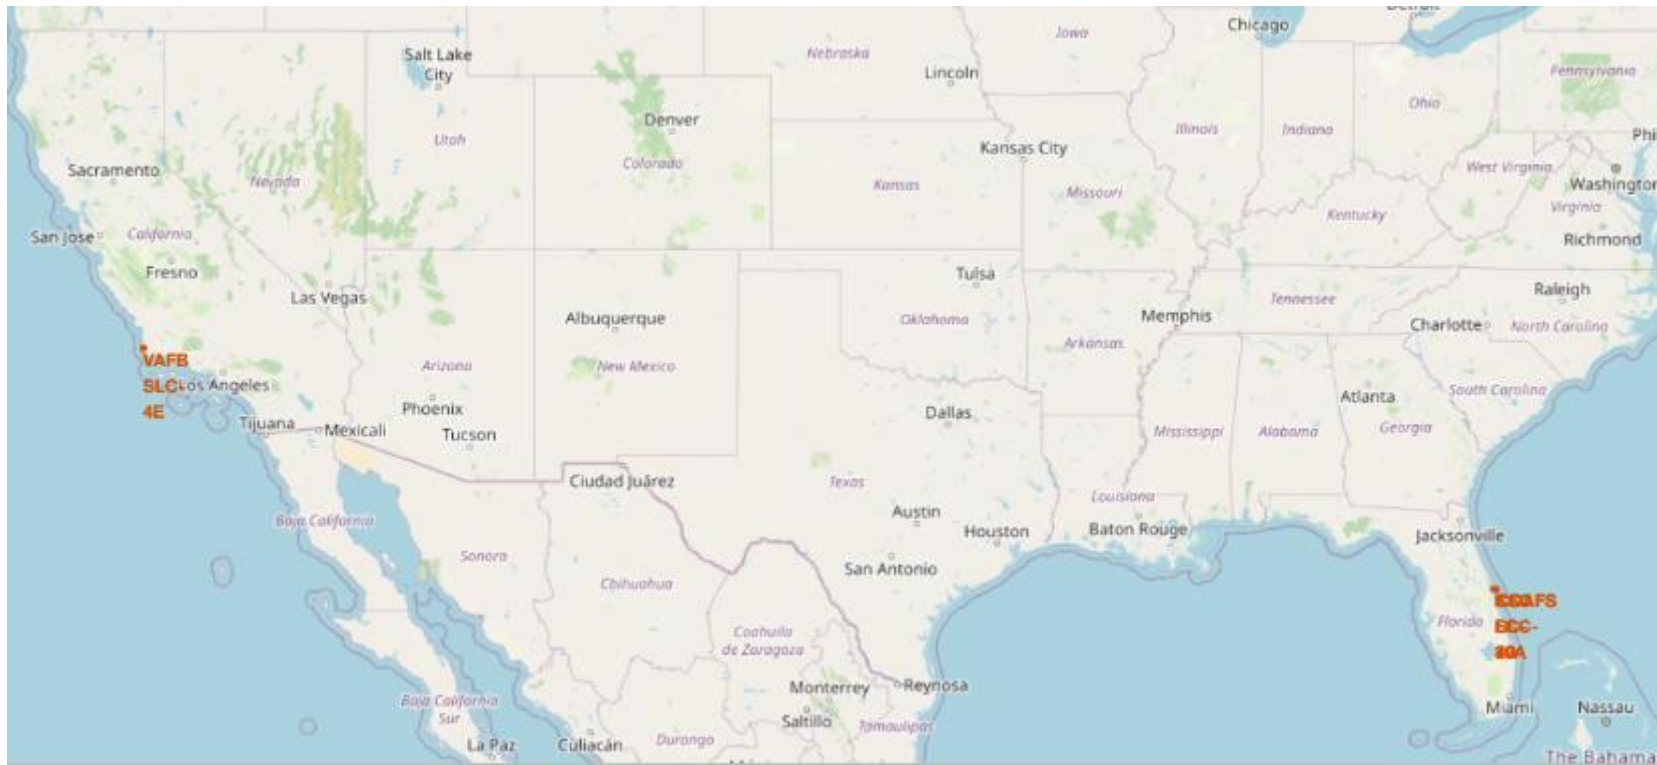 Chicago
Iowa
Salt Lake
City
Nebraska
Lincoln
Pennsylvania
Ohio
Denver
Utah
Illinois
Indiana
Kansas City
Colorado
Sacramento
Nevada
Kansas
Missouri
West Virginia
Washington
Kentucky
Virginia
San Jose
California
Richmond
Fresno
Tulsa
Las Vegas
Raleigh
Tennessee
Albuquerque
Oklahoma
Memphis
Charlotte
North Carolina
Arkansas
VAFB
SLC-
4E
Los Angeles
Arizona
New Mexico
South Carolina
Atlanta
Phoenix
Dallas
Tijuana
Mexicali
Tucson
Mississippi
Alabama
Georgia
Ciudad Juárez
Texas
Louisiana
Austin
Baja California
Houston
Baton Rouge
Jacksonville
Sonora
San Antonio
Chihuahua
Florida
Coahuila
de Zaragoza
Monterrey
Reynosa
Baja California
Sur
Saltillo
Tamaulipas
Miami
Nassau
La Paz
Culiacán
Durango
The Bahama